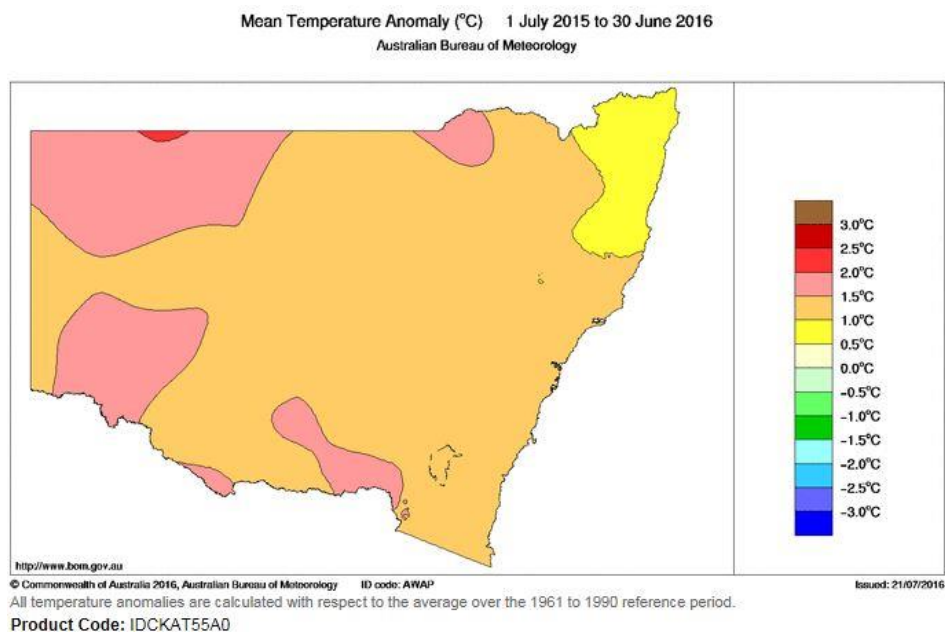 Mean Temperature Anomaly (°C) 1 July 2015 to 30 June 2016
Australian Bureau of Meteorology
3.0°C
2.5°C
2.0°C
1.5°C
1.0°C
0.5°C
0.0°C
-0.5°C
-1.0°C
-1.5°C
-2.0°C
-2.5°C
-3.0°C
http://www.bom.gov.au
© Commonwealth of Australia 2016, Australian Bureau of Meteorology ID code: AWAP Issued: 21/07/2016
All temperature anomalies are calculated with respect to the average over the 1961 to 1990 reference period.
Product Code: IDCKAT55A0